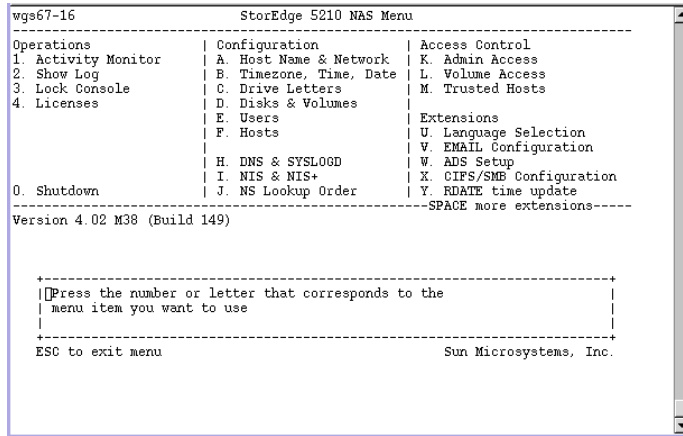 wgs67-16 StorEdge 5210 NAS Menu
Operations | Configuration | Access Control
1. Activity Monitor | A. Host Name & Network | K. Admin Access
2. Show Log | B. Timezone, Time, Date | L. Volume Access
3. Lock Console | C. Drive Letters | M. Trusted Hosts
4. Licenses | D. Disks & Volumes |
| E. Users | Extensions
| F. Hosts | U. Language Selection
| | V. EMAIL Configuration
| H. DNS & SYSLOGD | W. ADS Setup
| I. NIS & NIS+ | X. CIFS/SMB Configuration
0. Shutdown | J. NS Lookup Order | Y. RDATE time update
SPACE more extensions
Version 4.02 M38 (Build 149)
Press the number or letter that corresponds to the
menu item you want to use
ESC to exit menu Sun Microsystems, Inc.